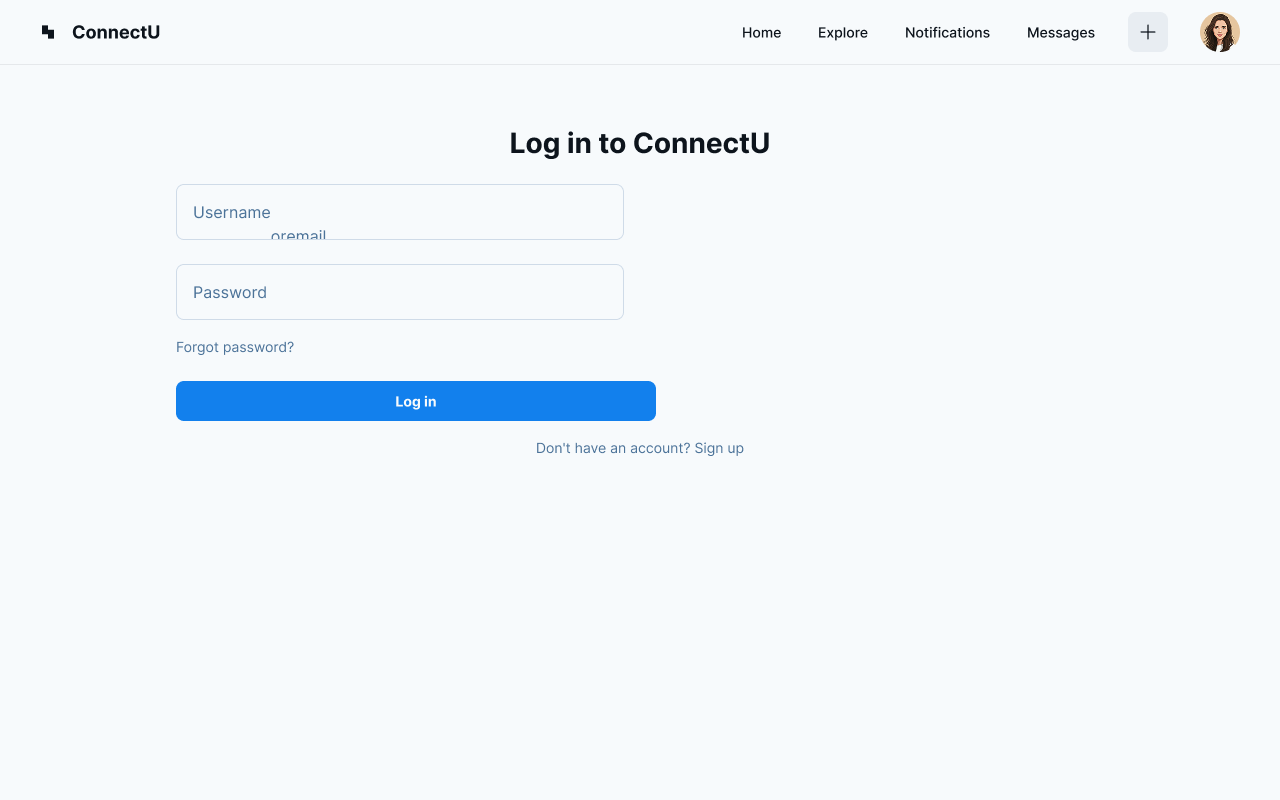 ConnectU
Home
Explore
Notifications
Messages
Log in to ConnectU
Username
oremail
Password
Forgot password?
Log in
Don't have an account? Sign up